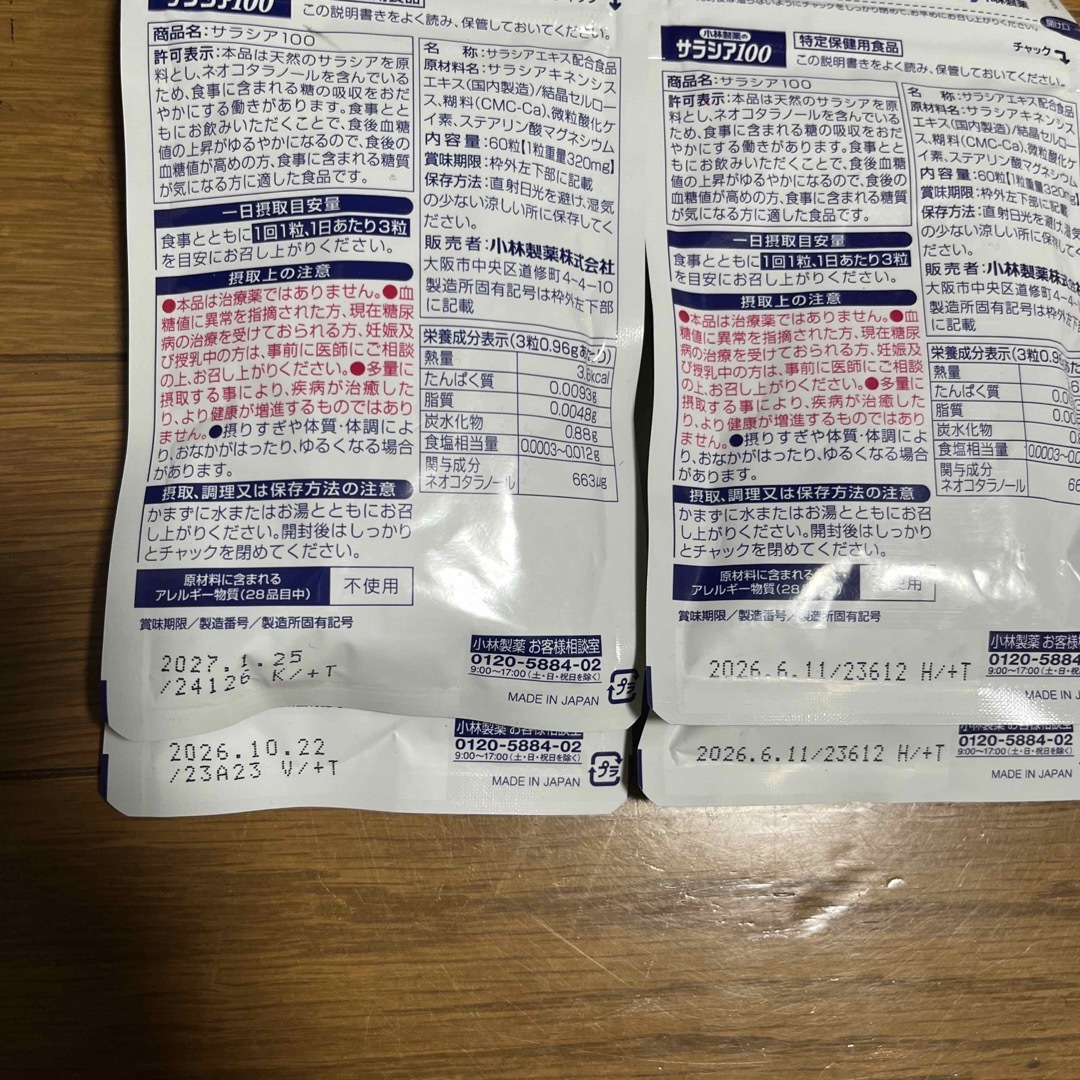 サラシア100
この説明書きをよく読み、保管しておいてください。
商品名:サラシア100
許可表示:本品は天然のサラシアを原
料とし、ネオコタラノールを含んでいる
ため、食事に含まれる糖の吸収をおだ
やかにする働きがあります。食事とと
もにお飲みいただくことで、食後血糖
値の上昇がゆるやかになるので、食後の
血糖値が高めの方、食事に含まれる糖質
が気になる方に適した食品です。
一日摂取目安量
食事とともに1回1粒、1日あたり3粒
を目安にお召し上がりください。
摂取上の注意
●本品は治療薬ではありません。●血
糖値に異常を指摘された方、現在糖尿
病の治療を受けておられる方、妊娠及
び授乳中の方は、事前に医師にご相談
の上、お召し上がりください。●多量に
摂取する事により、疾病が治癒した
り、より健康が増進するものではあり
ません。●摂りすぎや体質・体調によ
り、おなかがはったり、ゆるくなる場合
があります。
摂取、調理又は保存方法の注意
かまずに水またはお湯とともにお召
し上がりください。開封後はしっかり
とチャックを閉めてください。
原材料に含まれる
アレルギー物質(28品目中)
不使用
賞味期限/製造番号/製造所固有記号
2027.1.25
/24126 K/+T
名 称:サラシアエキス配合食品
原材料名:サラシアキネンシス
エキス(国内製造)/結晶セルロー
ス、糊料(CMC-Ca)、微粒酸化ケ
イ素、ステアリン酸マグネシウム
内容量:60粒【1粒重量320mg】
賞味期限:枠外左下部に記載
保存方法:直射日光を避け、湿気
の少ない涼しい所に保存してく
ださい。
販売者:小林製薬株式会社
大阪市中央区道修町4-4-10
製造所固有記号は枠外左下部
に記載
栄養成分表示(3粒0.96gあたり)
熱量 3.6kcal
たんぱく質 0.0093g
脂質 0.0048g
炭水化物 0.88g
食塩相当量 0.0003~0.012g
関与成分
ネオコタラノール 663μg
小林製薬 お客様相談室
0120-5884-02
9:00~17:00(土・日・祝日を除く)
MADE IN JAPAN
プラ
2026.10.22
/23A23 V/+T
小林製薬 お客様相談室
0120-5884-02
9:00~17:00(土・日・祝日を除く)
MADE IN JAPAN
プラ
小林製薬
開け口
チャック
小林製薬の
サラシア100
特定保健用食品
この説明書きをよく読み、保管しておいてください。
商品名:サラシア100
許可表示:本品は天然のサラシアを原
料とし、ネオコタラノールを含んでいる
ため、食事に含まれる糖の吸収をおだ
やかにする働きがあります。食事とと
もにお飲みいただくことで、食後血糖
値の上昇がゆるやかになるので、食後の
血糖値が高めの方、食事に含まれる糖質
が気になる方に適した食品です。
一日摂取目安量
食事とともに1回1粒、1日あたり3粒
を目安にお召し上がりください。
摂取上の注意
●本品は治療薬ではありません。●血
糖値に異常を指摘された方、現在糖尿
病の治療を受けておられる方、妊娠及
び授乳中の方は、事前に医師にご相談
の上、お召し上がりください。●多量に
摂取する事により、疾病が治癒した
り、より健康が増進するものではあり
ません。●摂りすぎや体質・体調によ
り、おなかがはったり、ゆるくなる場合
があります。
摂取、調理又は保存方法の注意
かまずに水またはお湯とともにお召
し上がりください。開封後はしっかり
とチャックを閉めてください。
原材料に含まれる
アレルギー物質(28品
使用
賞味期限/製造番号/製造所固有記号
2026.6.11/23612 H/+T
名 称:サラシアエキス配合食品
原材料名:サラシアキネンシス
エキス(国内製造)/結晶セルロー
ス、糊料(CMC-Ca)、微粒酸化ケ
イ素、ステアリン酸マグネシウム
内容量:60粒【1粒重量320mg】
賞味期限:枠外左下部に記載
保存方法:直射日光を避け、湿気
の少ない涼しい所に保存してく
ださい。
販売者:小林製薬株式会
大阪市中央区道修町4-4-
製造所固有記号は枠外左下
に記載
栄養成分表示(3粒0.96g
熱量
たんぱく質
脂質
炭水化物
食塩相当量 0.0003~
関与成分
ネオコタラノール
小林製薬 お客様相談
0120-5884-
9:00~17:00(土・日・祝日を
MADE IN JAPAN
2026.6.11/23612 H/+T
小林製薬 お客様相談室
0120-5884-02
9:00~17:00(土・日・祝日を除く)
MADE IN JAPAN